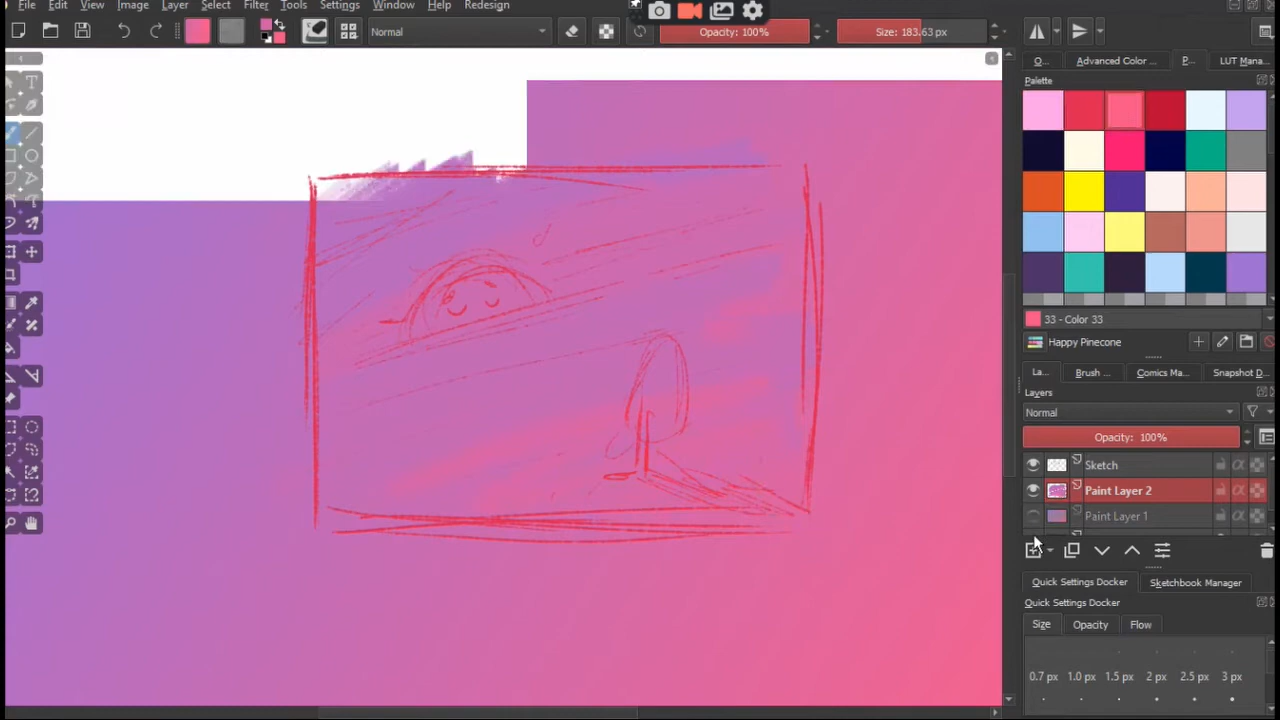 File Edit View Image Layer Select Filter Tools Settings Window Help Redesign
Normal
Opacity: 100%
Size: 183.63 px
O... Advanced Color ... P... LUT Mana...
Palette
33 - Color 33
Happy Pinecone
La... Brush ... Comics Ma... Snapshot D...
Layers
Normal
Opacity: 100%
Sketch
Paint Layer 2
Paint Layer 1
Quick Settings Docker Sketchbook Manager
Quick Settings Docker
Size Opacity Flow
0.7 px 1.0 px 1.5 px 2 px 2.5 px 3 px